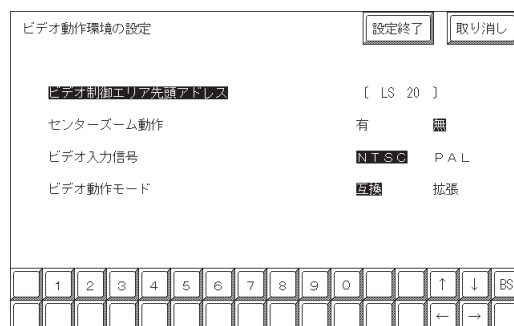 ビデオ動作環境の設定 設定終了 取り消し
ビデオ制御エリア先頭アドレス [ LS 20 ]
センターズーム動作 有 無
ビデオ入力信号 NTSC PAL
ビデオ動作モード 互換 拡張
1 2 3 4 5 6 7 8 9 0 ↑ ↓ BS
← →